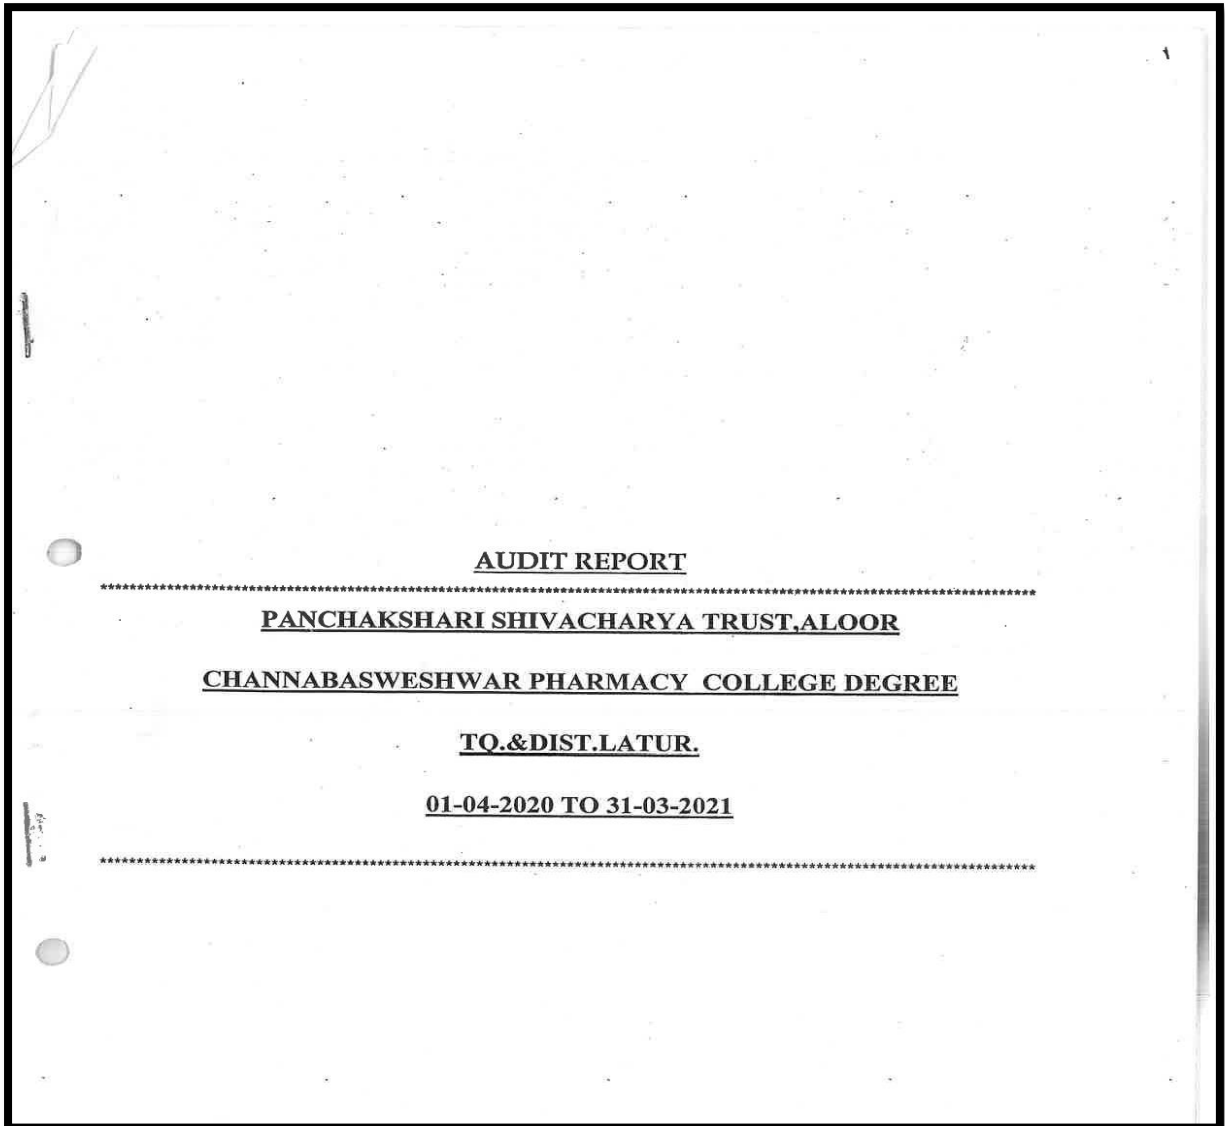 AUDIT REPORT
************************************************************************************************************************
PANCHAKSHARI SHIVACHARYA TRUST,ALOOR
CHANNABASWESHWAR PHARMACY COLLEGE DEGREE
TQ.&DIST.LATUR.
01-04-2020 TO 31-03-2021
************************************************************************************************************************